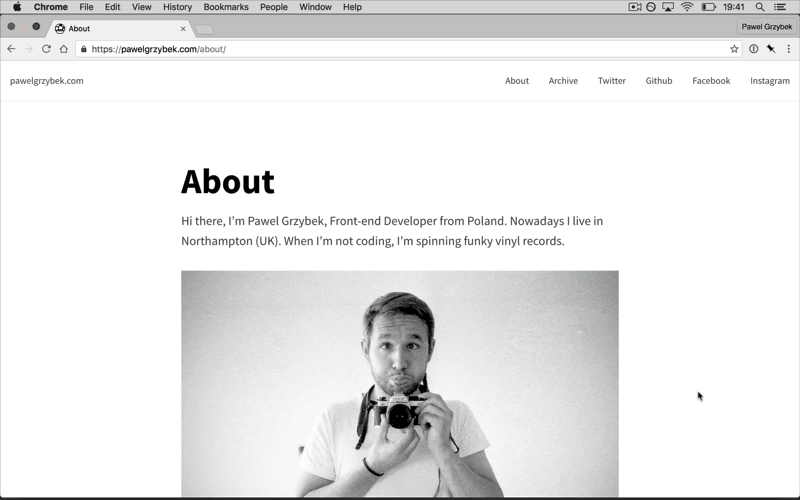 Chrome File Edit View History Bookmarks People Window Help 19:41
About
Pawel Grzybek
https://pawelgrzybek.com/about/
pawelgrzybek.com About Archive Twitter Github Facebook Instagram
About
Hi there, I'm Pawel Grzybek, Front-end Developer from Poland. Nowadays I live in
Northampton (UK). When I'm not coding, I'm spinning funky vinyl records.